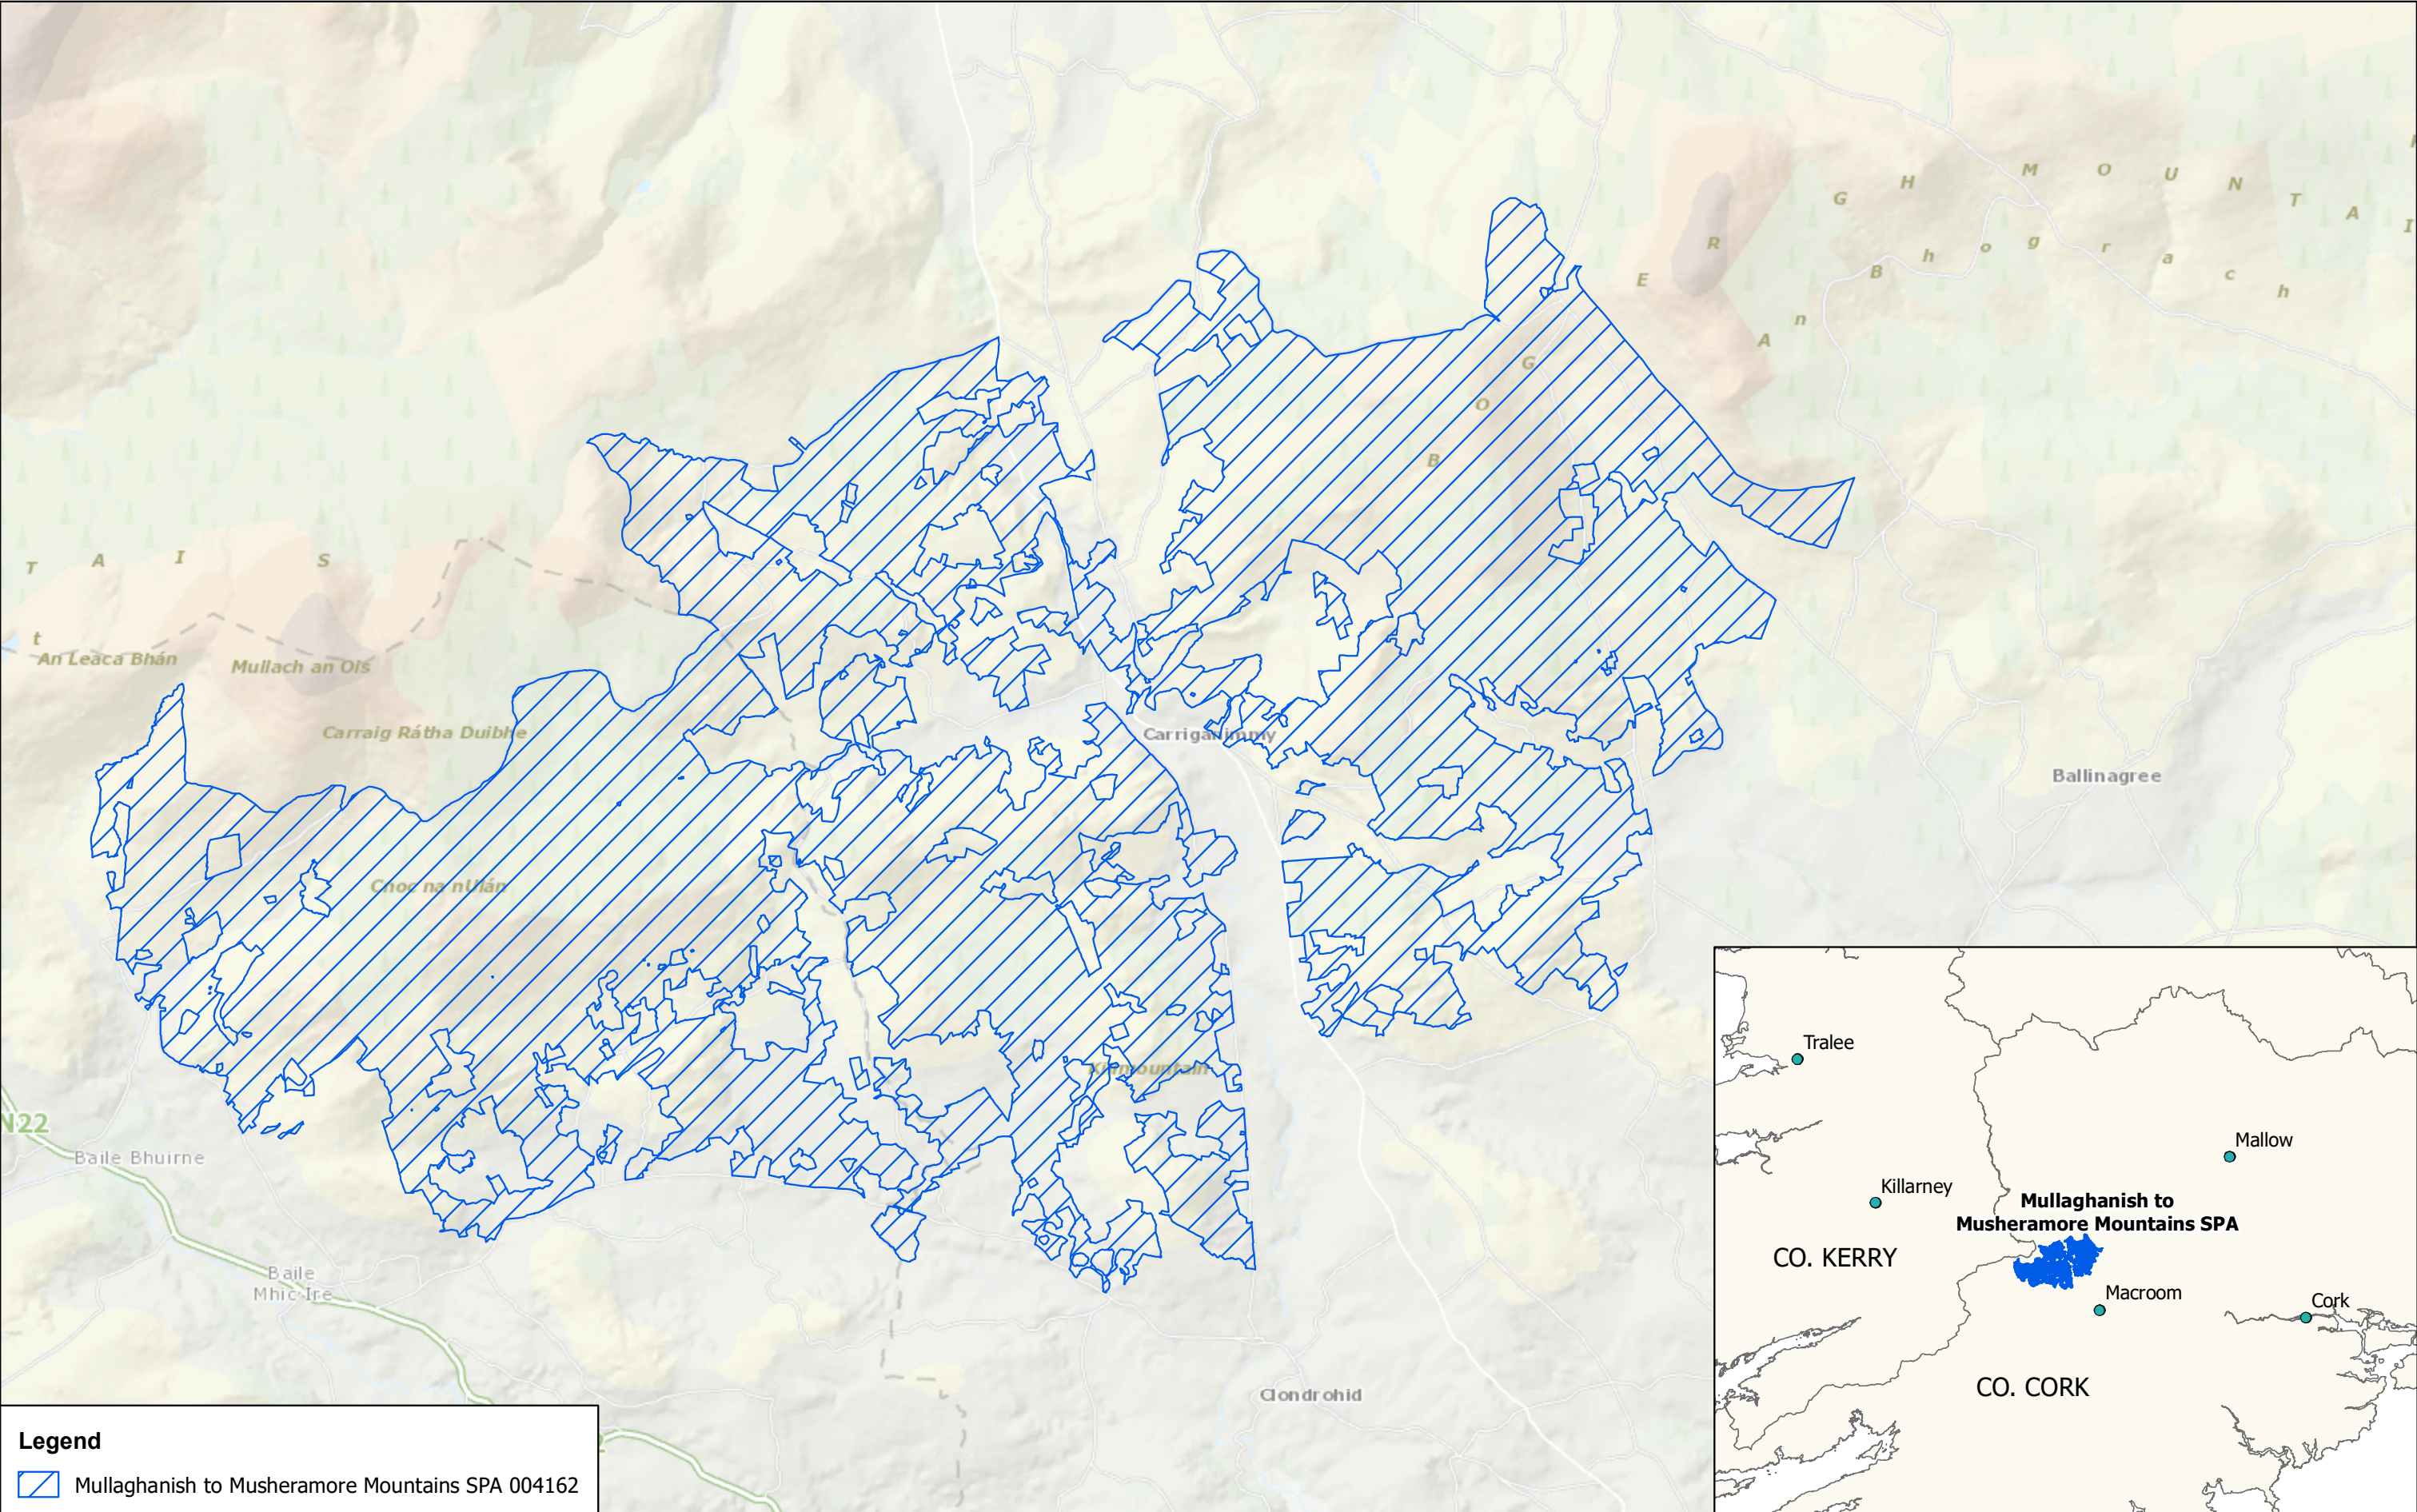 B O G G E R A G H M O U N T A I
A n B h o g r a c h
T A I S
t
An Leaca Bhán
Mullach an Ois
Carraig Rátha Duibhe
Carriganimmy
Ballinagree
Cnoc na nUlán
Kilmountain
N22
Baile Bhuirne
Baile
Mhic Íre
Clondrohid
Legend
Mullaghanish to Musheramore Mountains SPA 004162
Tralee
Mallow
Killarney
Mullaghanish to
Musheramore Mountains SPA
CO. KERRY
Macroom
Cork
CO. CORK